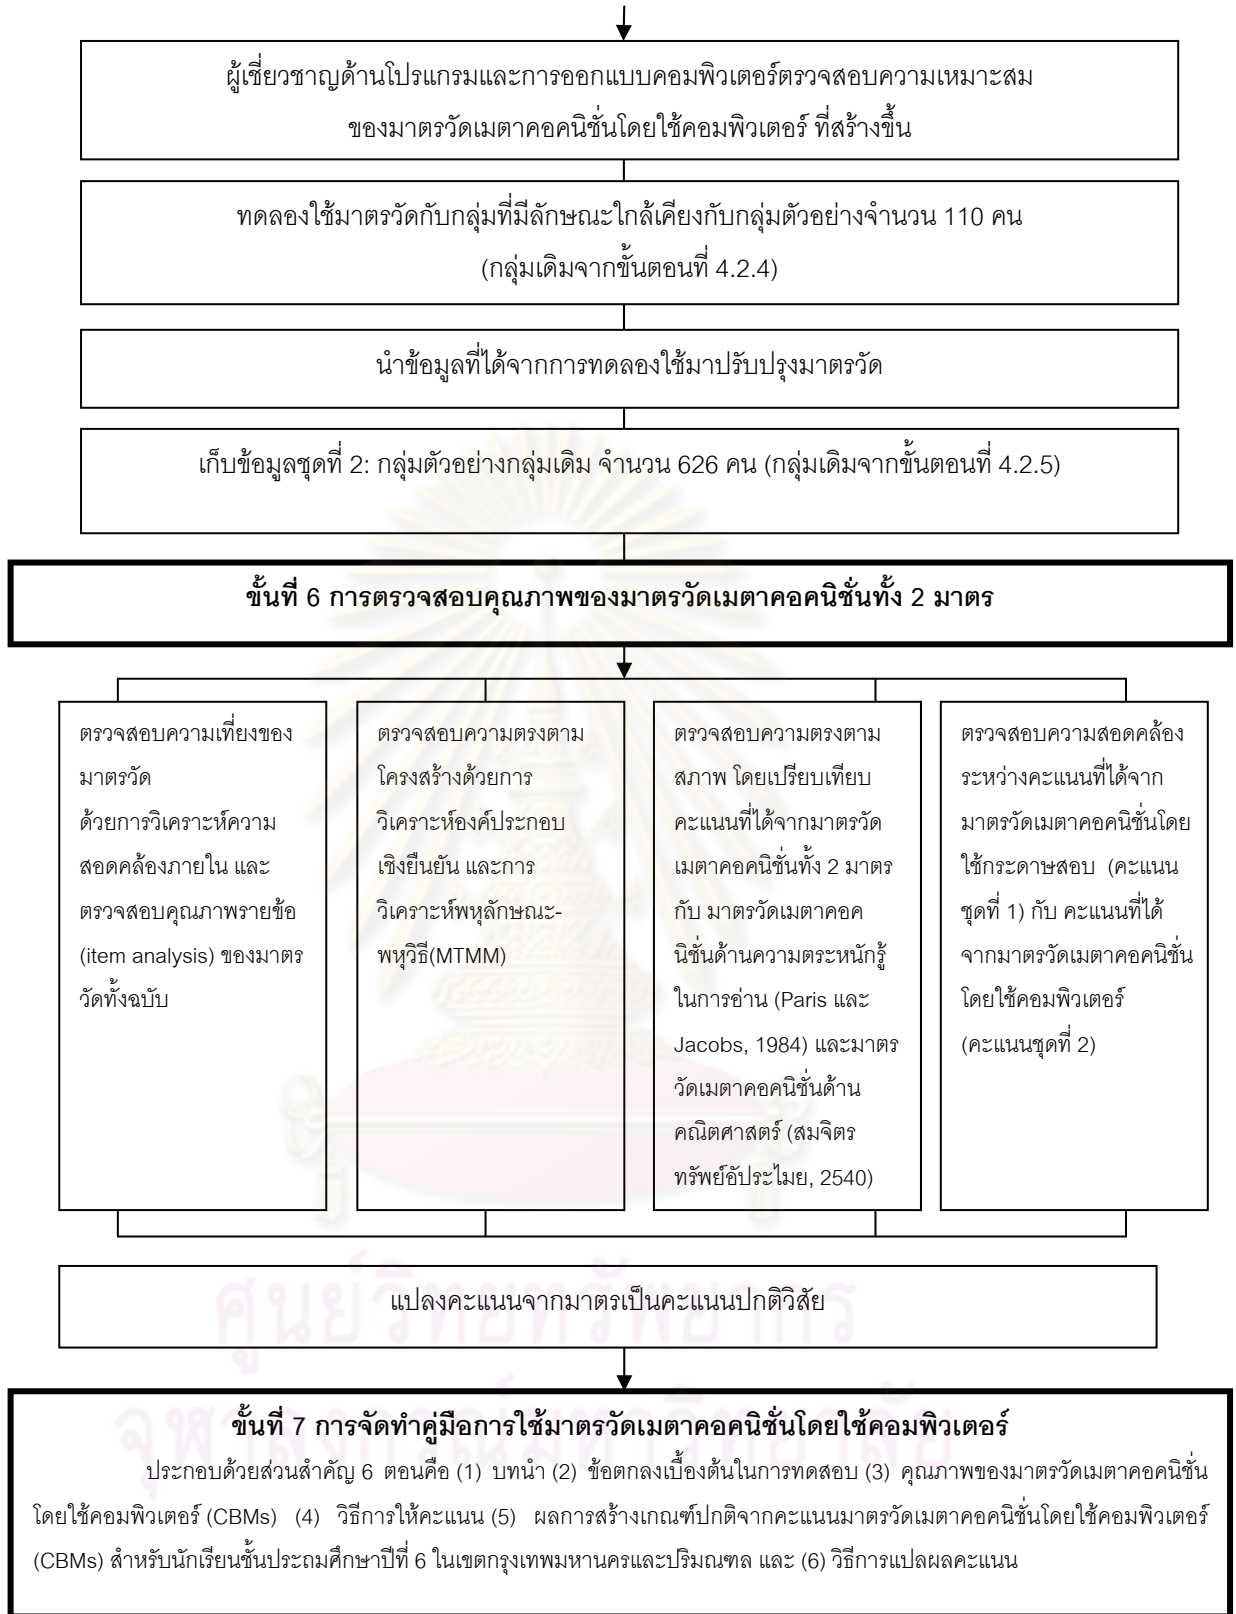 ผู้เชี่ยวชาญด้านโปรแกรมและการออกแบบคอมพิวเตอร์ตรวจสอบความเหมาะสม
ของมาตรวัดเมตาคอคนิชั่นโดยใช้คอมพิวเตอร์ ที่สร้างขึ้น
ทดลองใช้มาตรวัดกับกลุ่มที่มีลักษณะใกล้เคียงกับกลุ่มตัวอย่างจำนวน 110 คน
(กลุ่มเดิมจากขั้นตอนที่ 4.2.4)
นำข้อมูลที่ได้จากการทดลองใช้มาปรับปรุงมาตรวัด
เก็บข้อมูลชุดที่ 2: กลุ่มตัวอย่างกลุ่มเดิม จำนวน 626 คน (กลุ่มเดิมจากขั้นตอนที่ 4.2.5)
ขั้นที่ 6 การตรวจสอบคุณภาพของมาตรวัดเมตาคอคนิชั่นทั้ง 2 มาตร
ตรวจสอบความเที่ยงของ
มาตรวัด
ด้วยการวิเคราะห์ความ
สอดคล้องภายใน และ
ตรวจสอบคุณภาพรายข้อ
(item analysis) ของมาตร
วัดทั้งฉบับ
ตรวจสอบความตรงตาม
โครงสร้างด้วยการ
วิเคราะห์องค์ประกอบ
เชิงยืนยัน และการ
วิเคราะห์พหุลักษณะ-
พหุวิธี(MTMM)
ตรวจสอบความตรงตาม
สภาพ โดยเปรียบเทียบ
คะแนนที่ได้จากมาตรวัด
เมตาคอคนิชั่นทั้ง 2 มาตร
กับ มาตรวัดเมตาคอค
นิชั่นด้านความตระหนักรู้
ในการอ่าน (Paris และ
Jacobs, 1984) และมาตร
วัดเมตาคอคนิชั่นด้าน
คณิตศาสตร์ (สมจิตร
ทรัพย์อัประไมย, 2540)
ตรวจสอบความสอดคล้อง
ระหว่างคะแนนที่ได้จาก
มาตรวัดเมตาคอคนิชั่นโดย
ใช้กระดาษสอบ (คะแนน
ชุดที่ 1) กับ คะแนนที่ได้
จากมาตรวัดเมตาคอคนิชั่น
โดยใช้คอมพิวเตอร์
(คะแนนชุดที่ 2)
แปลงคะแนนจากมาตรเป็นคะแนนปกติวิสัย
ศูนย์วิทยทรัพยากร
จุฬาลงกรณ์มหาวิทยาลัย
ขั้นที่ 7 การจัดทำคู่มือการใช้มาตรวัดเมตาคอคนิชั่นโดยใช้คอมพิวเตอร์
ประกอบด้วยส่วนสำคัญ 6 ตอนคือ (1) บทนำ (2) ข้อตกลงเบื้องต้นในการทดสอบ (3) คุณภาพของมาตรวัดเมตาคอคนิชั่น
โดยใช้คอมพิวเตอร์ (CBMs) (4) วิธีการให้คะแนน (5) ผลการสร้างเกณฑ์ปกติจากคะแนนมาตรวัดเมตาคอคนิชั่นโดยใช้คอมพิวเตอร์
(CBMs) สำหรับนักเรียนชั้นประถมศึกษาปีที่ 6 ในเขตกรุงเทพมหานครและปริมณฑล และ (6) วิธีการแปลผลคะแนน